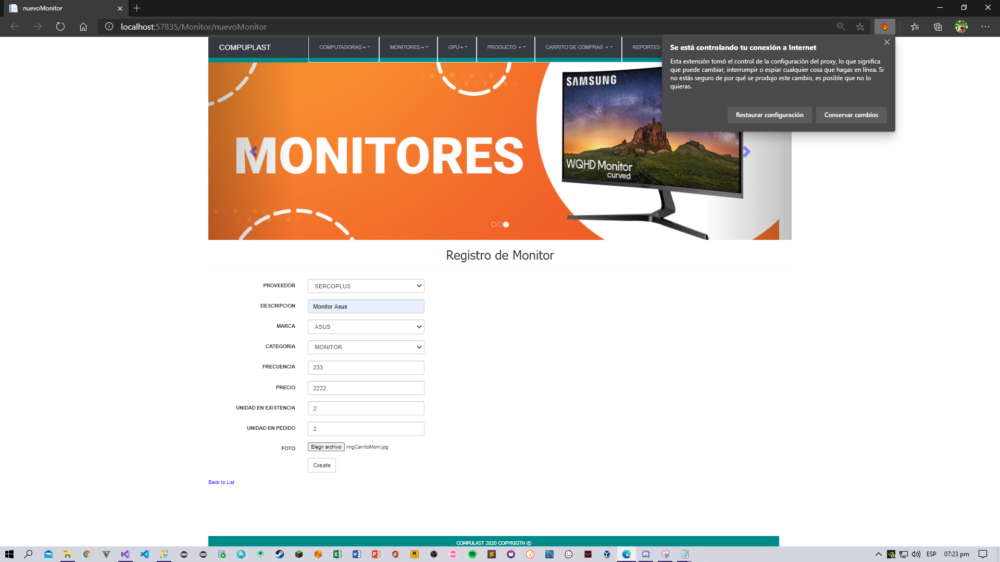 nuevoMonitor
localhost:57835/Monitor/nuevoMonitor
COMPUPLAST
COMPUTADORAS
MONITORES
GPU
PRODUCTO
CARRITO DE COMPRAS
REPORTES
Se está controlando tu conexión a Internet
Esta extensión tomó el control de la configuración del proxy, lo que significa
que puede cambiar, interrumpir o espiar cualquier cosa que hagas en línea. Si
no estás seguro de por qué se produjo este cambio, es posible que no lo
quieras.
Restaurar configuración
Conservar cambios
MONITORES
SAMSUNG
WQHD Monitor
curved
Registro de Monitor
PROVEEDOR SERCOPLUS
DESCRIPCION Monitor Asus
MARCA ASUS
CATEGORIA MONITOR
FRECUENCIA 233
PRECIO 2222
UNIDAD EN EXISTENCIA 2
UNIDAD EN PEDIDO 2
FOTO Elegir archivo imgCarritoMoni.jpg
Create
Back to List
COMPULAST 2020 COPYRIGTH ©
ESP
07:23 pm